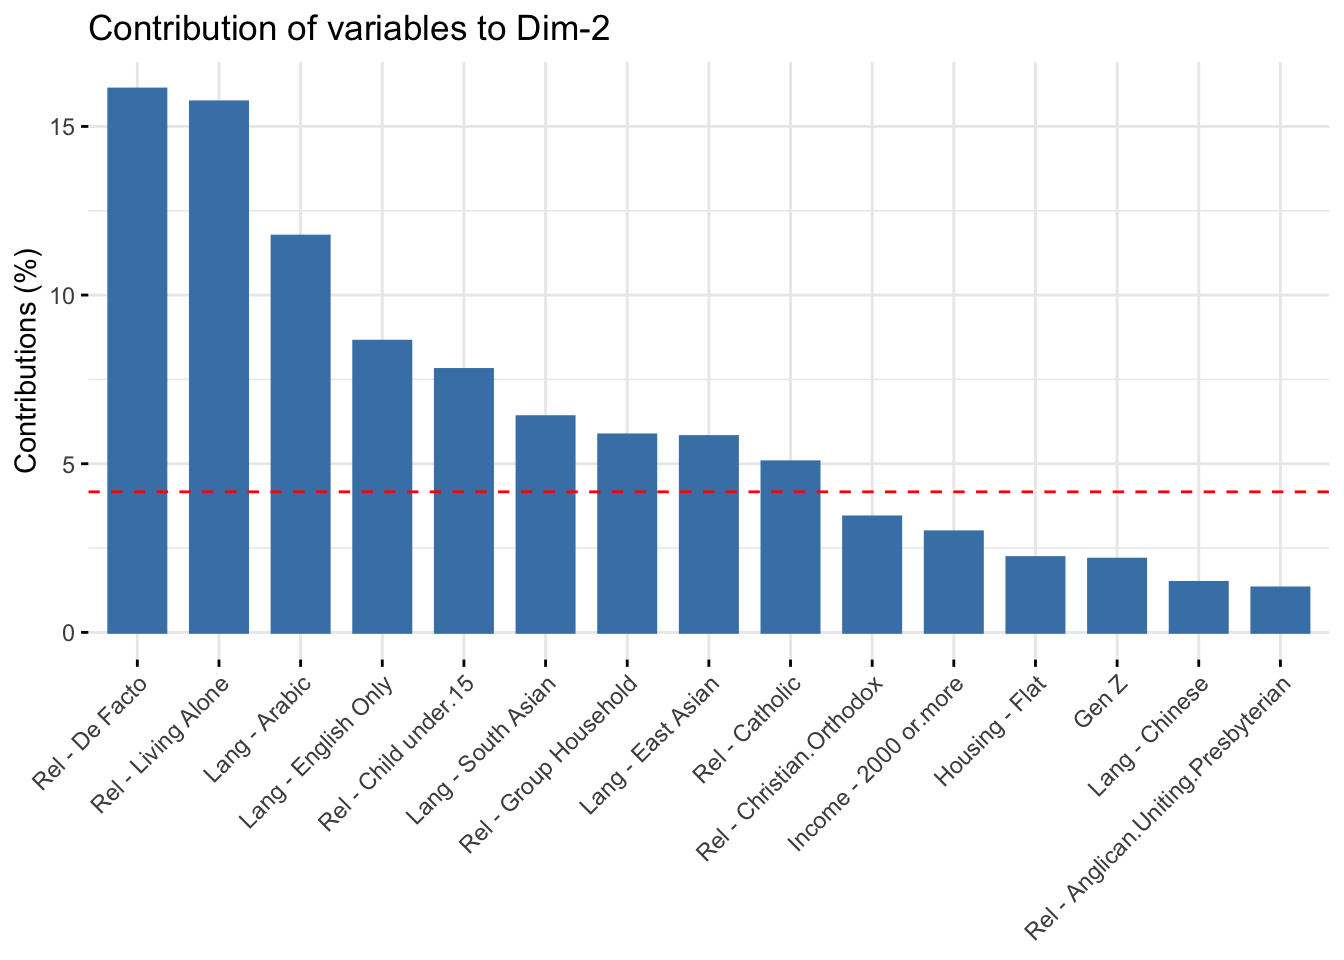 Contribution of variables to Dim-2
Contributions (%)
15
10
5
0
Rel - De Facto
Rel - Living Alone
Lang - Arabic
Lang - English Only
Rel - Child under.15
Lang - South Asian
Rel - Group Household
Lang - East Asian
Rel - Catholic
Rel - Christian.Orthodox
Income - 2000 or.more
Housing - Flat
Gen Z
Lang - Chinese
Rel - Anglican.Uniting.Presbyterian